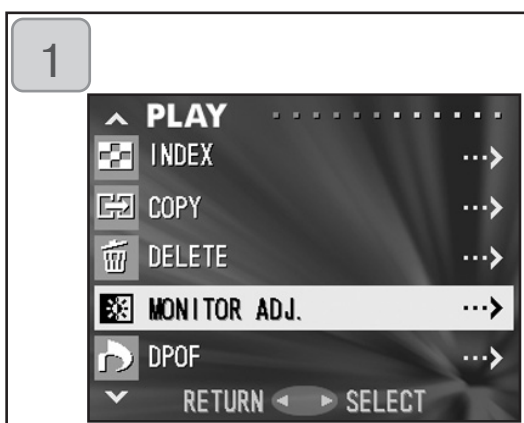 1
PLAY
INDEX
COPY
DELETE
MONITOR ADJ.
DPOF
RETURN SELECT